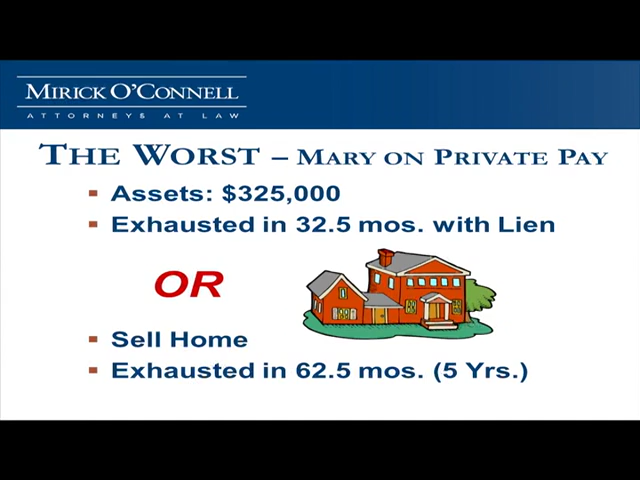 MIRICK O'CONNELL
ATTORNEYS AT LAW
THE WORST – MARY ON PRIVATE PAY
Assets: $325,000
Exhausted in 32.5 mos. with Lien
OR
Sell Home
Exhausted in 62.5 mos. (5 Yrs.)